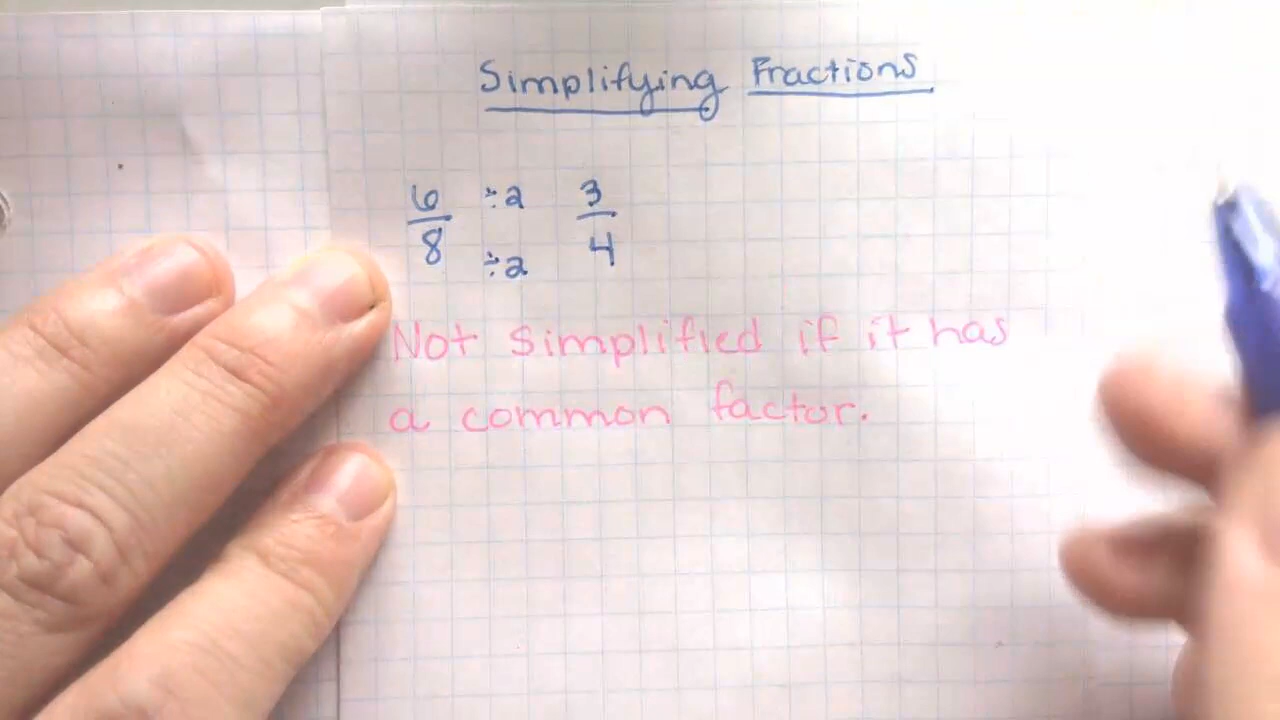 Simplifying Fractions
6/8 ÷2 ÷2 3/4
Not simplified if it has
a common factor.